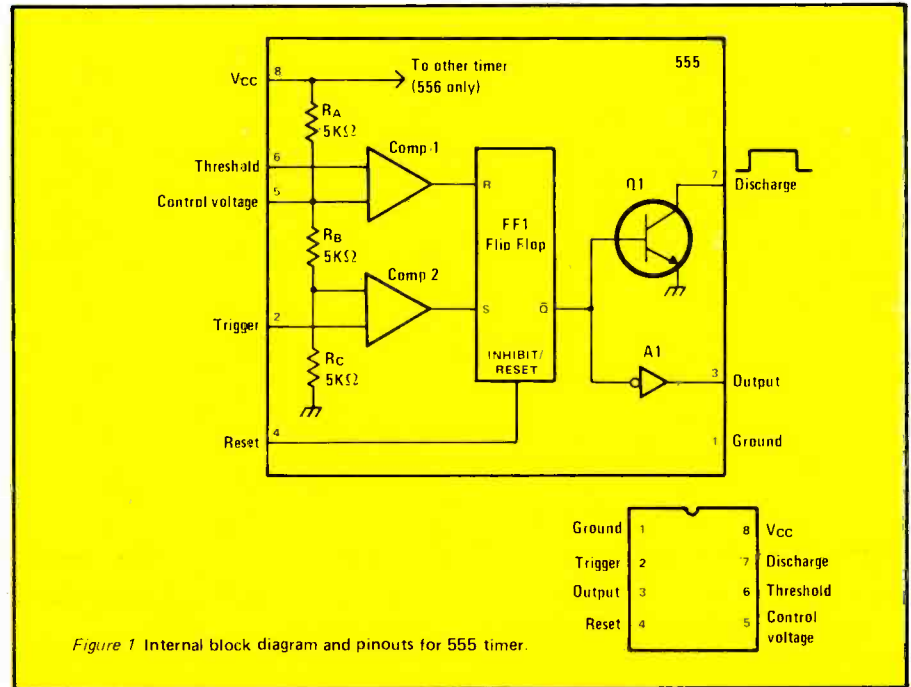 555
To other timer
(556 only)
VCC 8
RA
5KΩ
Comp 1
Threshold 6
Control voltage 5
R
FF1
Flip Flop
Q1
7
Discharge
RB
5KΩ
Comp 2
S
Q̄
Trigger 2
INHIBIT/
RESET
A1
RC
5KΩ
3
Output
Reset 4
1 Ground
Ground 1 8 VCC
Trigger 2 7 Discharge
Output 3 6 Threshold
Reset 4 5 Control
voltage
Figure 1 Internal block diagram and pinouts for 555 timer.